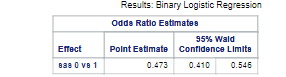 Results: Binary Logistic Regression
Odds Ratio Estimates
Effect Point Estimate 95% Wald Confidence Limits
sas 0 vs 1 0.473 0.410 0.546